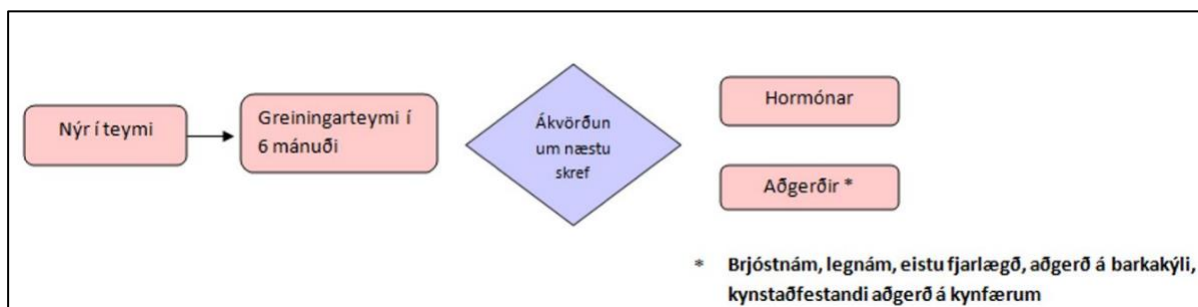 Nýr í teymi
Greiningarteymi í
6 mánuði
Ákvörðun
um næstu
skref
Hormónar
Aðgerðir *
* Brjóstnám, legnám, eistu fjarlægð, aðgerð á barkakýli,
kynstaðfestandi aðgerð á kynfærum